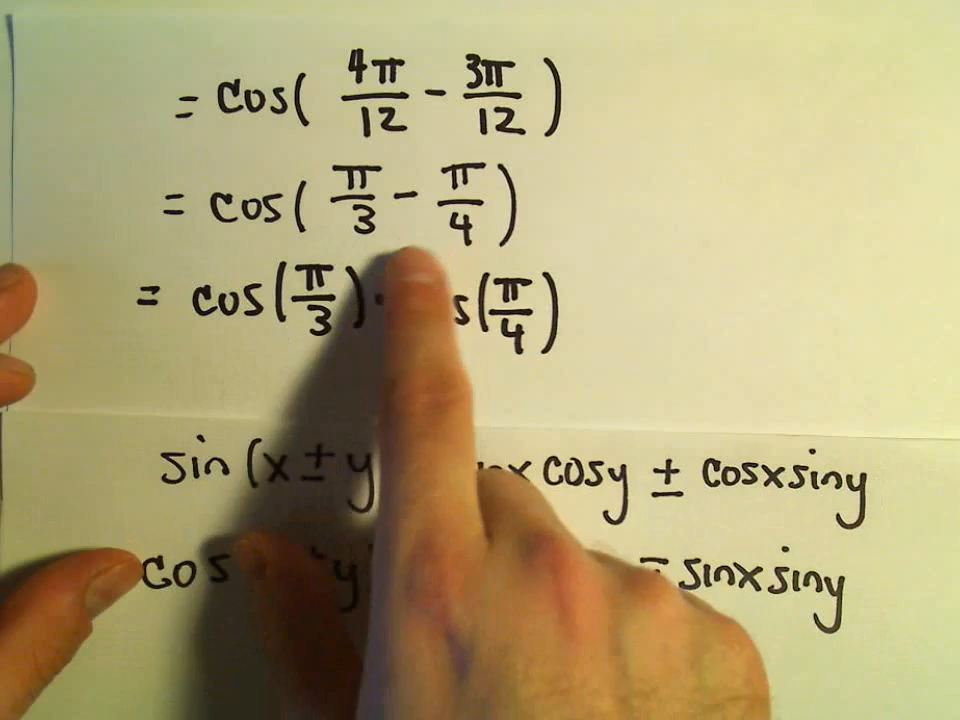 = cos( 4π/12 - 3π/12 )
= cos( π/3 - π/4 )
= cos(π/3) · s(π/4)
sin (x ± y x cosy ± cosxsiny
cos y sinxsiny